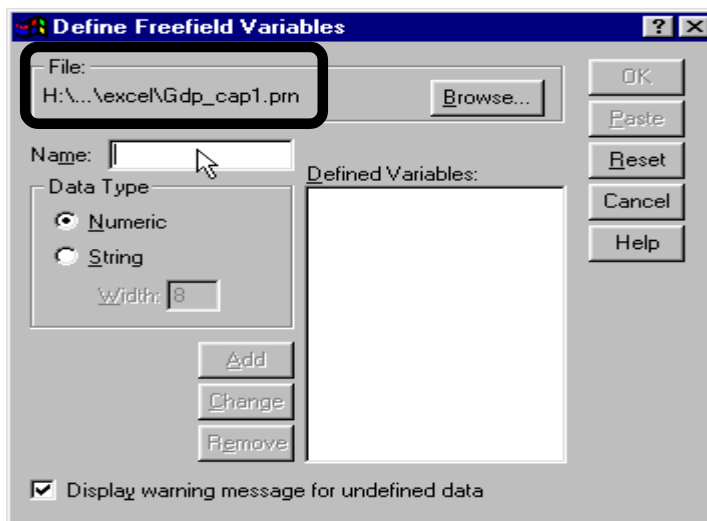 Define Freefield Variables
File:
H:\...\excel\Gdp_cap1.prn
Browse...
OK
Paste
Reset
Cancel
Help
Name:
Defined Variables:
Data Type
Numeric
String
Width: 8
Add
Change
Remove
Display warning message for undefined data